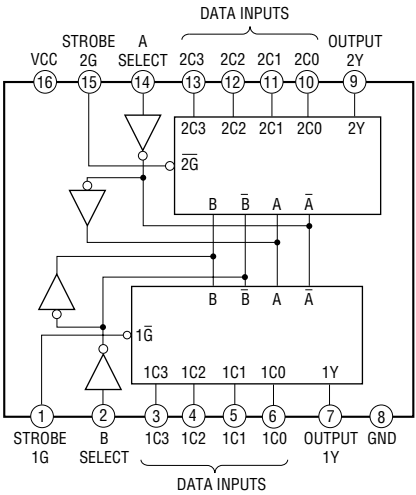 DATA INPUTS
STROBE A OUTPUT
VCC 2G SELECT 2C3 2C2 2C1 2C0 2Y
16 15 14 13 12 11 10 9
2C3 2C2 2C1 2C0 2Y
2G̅
B B̅ A A̅
B B̅ A A̅
1G̅
1C3 1C2 1C1 1C0 1Y
1 2 3 4 5 6 7 8
STROBE B 1C3 1C2 1C1 1C0 OUTPUT GND
1G SELECT 1Y
DATA INPUTS